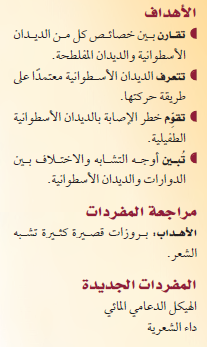 الأهداف
تقارن بين خصائص كل من الديدان
الأسطوانية والديدان المفلطحة.
تتعرف الديدان الأسطوانية معتمدًا على
طريقة حركتها.
تقوّم خطر الإصابة بالديدان الأسطوانية
الطفيلية.
تُبين أوجه التشابه والاختلاف بين
الدوارات والديدان الأسطوانية.
مراجعة المفردات
الأهداب: بروزات قصيرة كثيرة تشبه
الشعر.
المفردات الجديدة
الهيكل الدعامي المائي
داء الشعرية